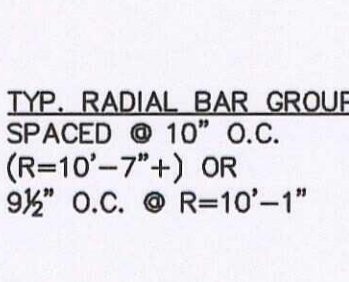 TYP. RADIAL BAR GROUP
SPACED @ 10" O.C.
(R=10'-7"+) OR
9½" O.C. @ R=10'-1"